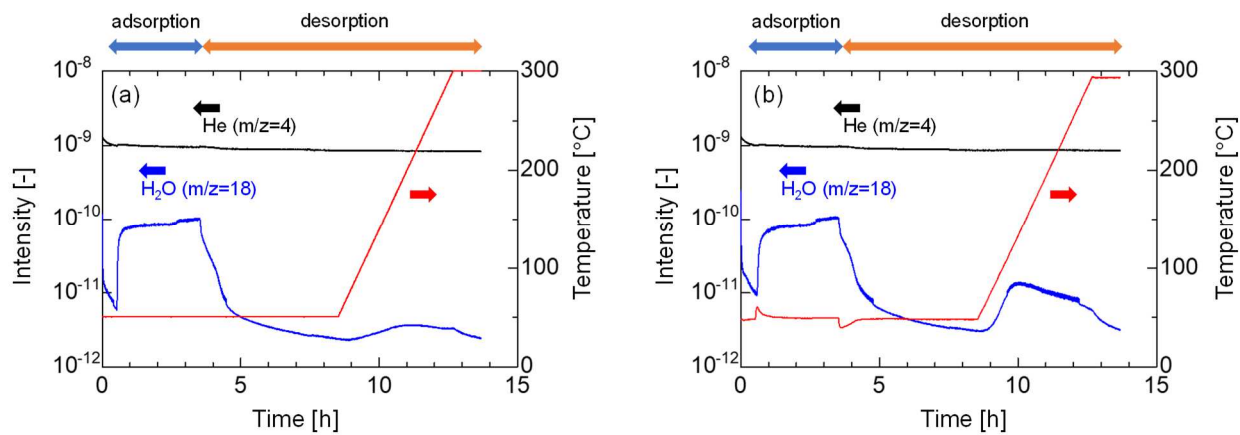 adsorption desorption
(a)
He (m/z=4)
H₂O (m/z=18)
Intensity [-]
10⁻⁸
10⁻⁹
10⁻¹⁰
10⁻¹¹
10⁻¹²
Temperature [°C]
300
200
100
0
0 5 10 15
Time [h]
adsorption desorption
(b)
He (m/z=4)
H₂O (m/z=18)
Intensity [-]
10⁻⁸
10⁻⁹
10⁻¹⁰
10⁻¹¹
10⁻¹²
Temperature [°C]
300
200
100
0
0 5 10 15
Time [h]